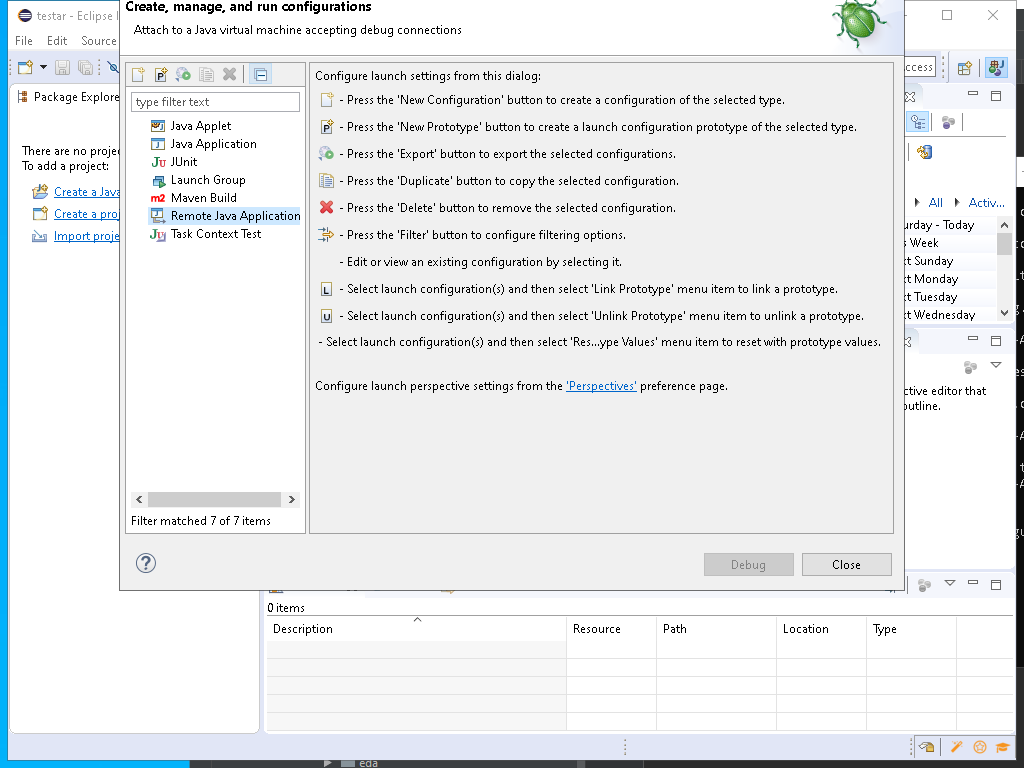 testar - Eclipse
Create, manage, and run configurations
Attach to a Java virtual machine accepting debug connections
File Edit Source
Package Explore
There are no proje
To add a project:
Create a Java
Create a proj
Import proje
type filter text
Java Applet
Java Application
JUnit
Launch Group
Maven Build
Remote Java Application
Task Context Test
Filter matched 7 of 7 items
Configure launch settings from this dialog:
- Press the 'New Configuration' button to create a configuration of the selected type.
- Press the 'New Prototype' button to create a launch configuration prototype of the selected type.
- Press the 'Export' button to export the selected configurations.
- Press the 'Duplicate' button to copy the selected configuration.
- Press the 'Delete' button to remove the selected configuration.
- Press the 'Filter' button to configure filtering options.
- Edit or view an existing configuration by selecting it.
- Select launch configuration(s) and then select 'Link Prototype' menu item to link a prototype.
- Select launch configuration(s) and then select 'Unlink Prototype' menu item to unlink a prototype.
- Select launch configuration(s) and then select 'Res...ype Values' menu item to reset with prototype values.
Configure launch perspective settings from the 'Perspectives' preference page.
Debug
Close
ccess
All
Activ...
urday - Today
s Week
xt Sunday
xt Monday
xt Tuesday
xt Wednesday
ctive editor that
outline.
0 items
Description Resource Path Location Type
eda